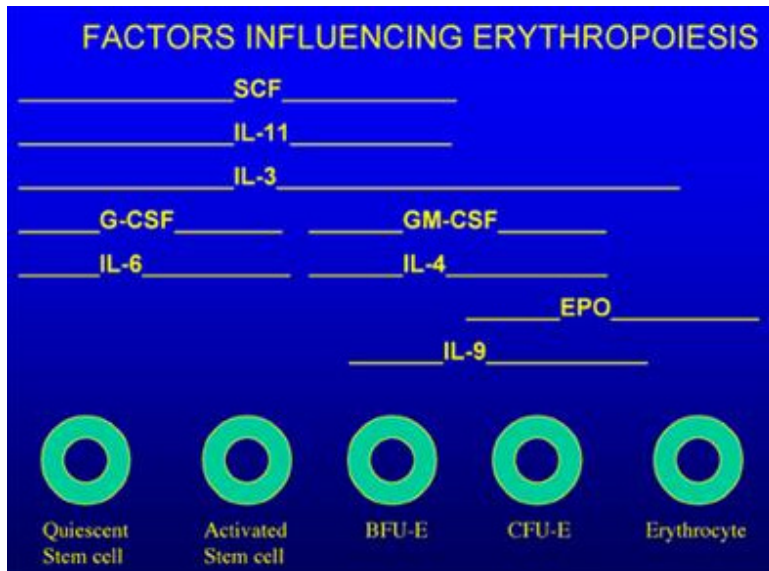 FACTORS INFLUENCING ERYTHROPOIESIS
SCF
IL-11
IL-3
G-CSF GM-CSF
IL-6 IL-4
EPO
IL-9
Quiescent Activated BFU-E CFU-E Erythrocyte
Stem cell Stem cell